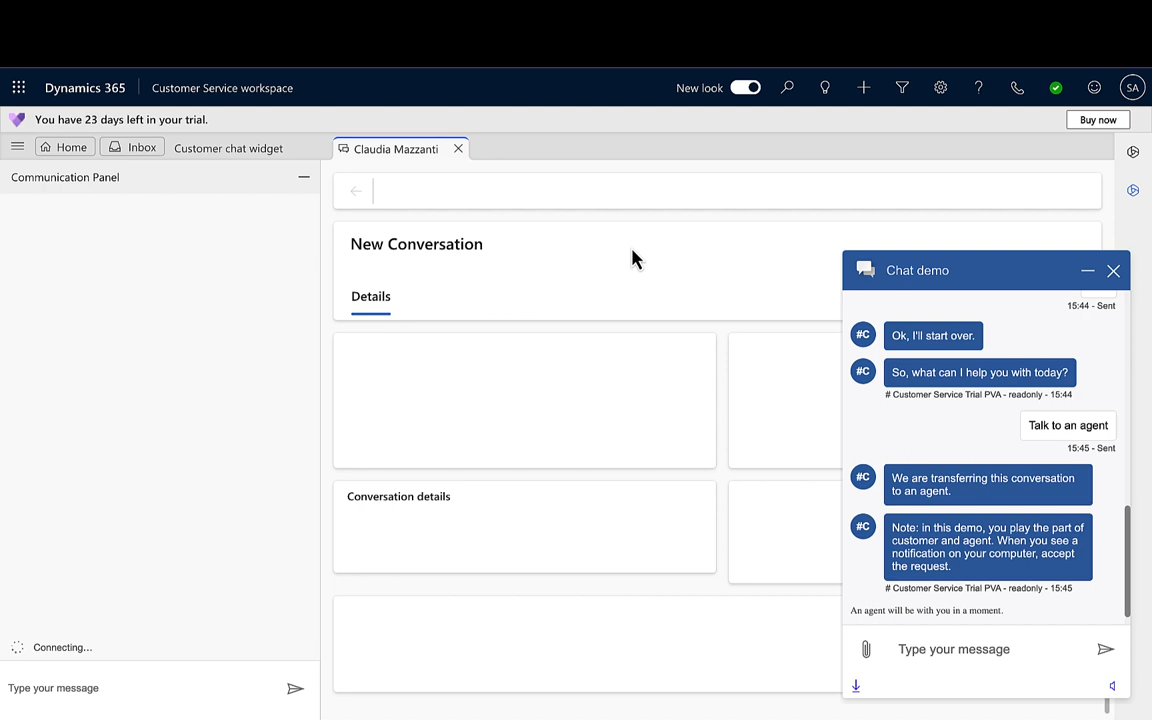 Dynamics 365
Customer Service workspace
New look
SA
You have 23 days left in your trial.
Buy now
Home
Inbox
Customer chat widget
Claudia Mazzanti
Communication Panel
New Conversation
Details
Conversation details
Connecting...
Type your message
Chat demo
15:44 - Sent
#C
Ok, I'll start over.
#C
So, what can I help you with today?
# Customer Service Trial PVA - readonly - 15:44
Talk to an agent
15:45 - Sent
#C
We are transferring this conversation
to an agent.
#C
Note: in this demo, you play the part of
customer and agent. When you see a
notification on your computer, accept
the request.
# Customer Service Trial PVA - readonly - 15:45
An agent will be with you in a moment.
Type your message